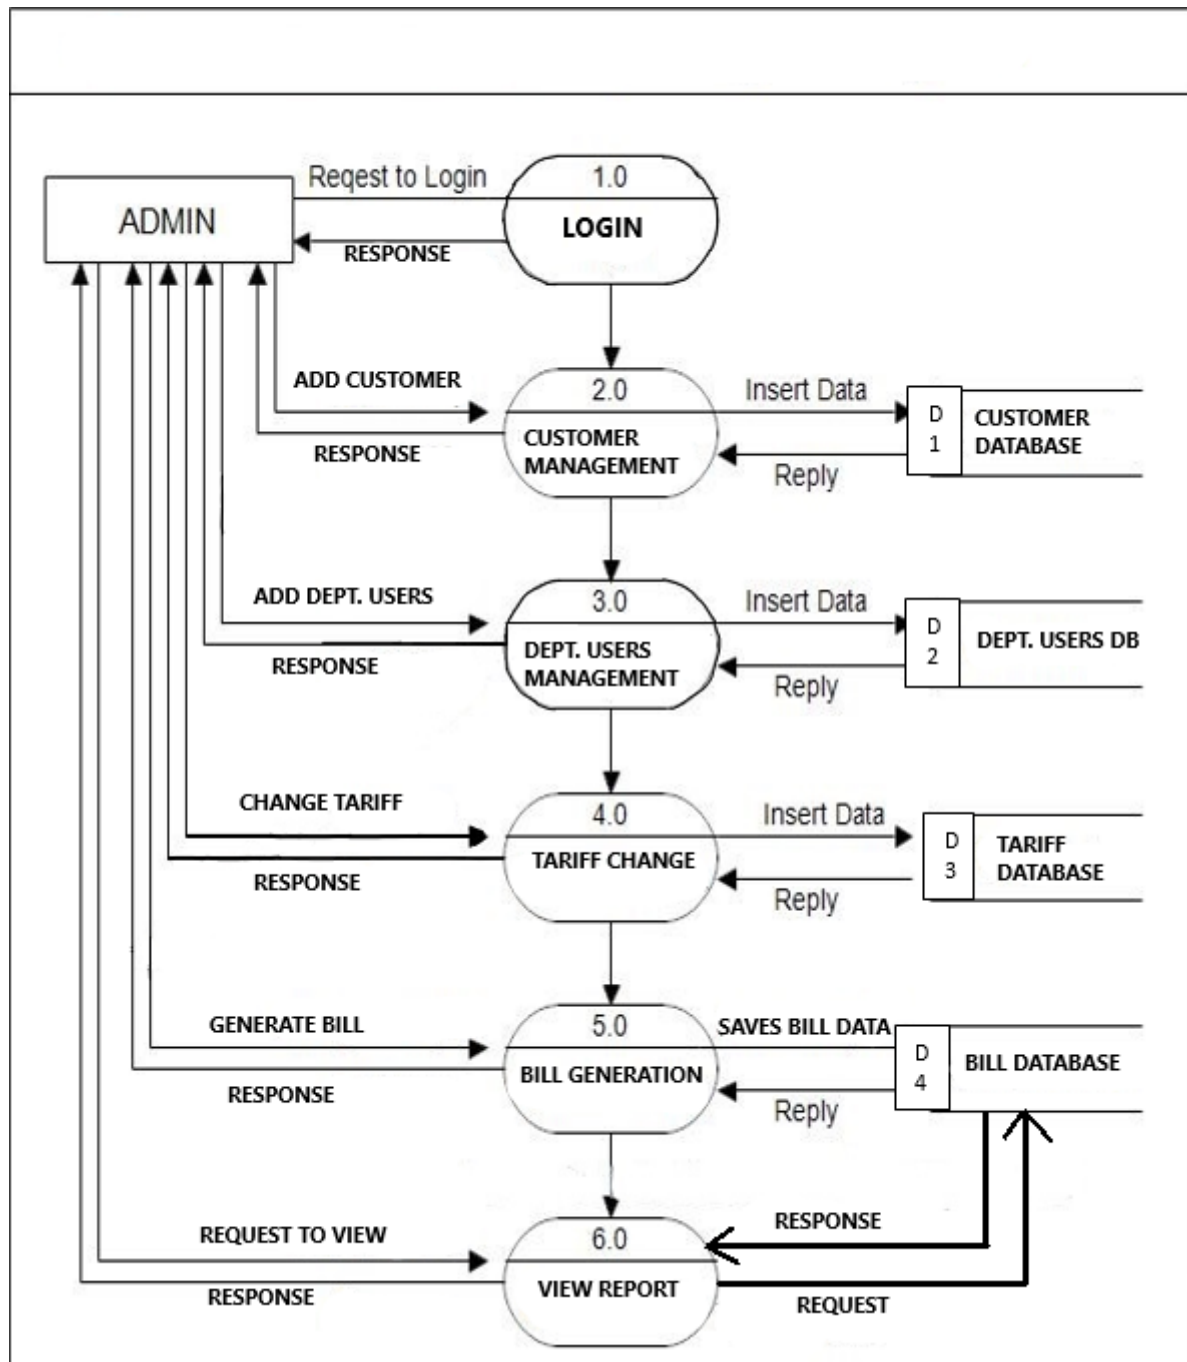 Reqest to Login
1.0
ADMIN
LOGIN
RESPONSE
ADD CUSTOMER
2.0
Insert Data
D
1
CUSTOMER
DATABASE
CUSTOMER
MANAGEMENT
RESPONSE
Reply
ADD DEPT. USERS
3.0
Insert Data
D
2
DEPT. USERS DB
DEPT. USERS
MANAGEMENT
RESPONSE
Reply
CHANGE TARIFF
4.0
Insert Data
D
3
TARIFF
DATABASE
TARIFF CHANGE
RESPONSE
Reply
GENERATE BILL
5.0
SAVES BILL DATA
D
4
BILL DATABASE
BILL GENERATION
RESPONSE
Reply
REQUEST TO VIEW
6.0
RESPONSE
VIEW REPORT
RESPONSE
REQUEST